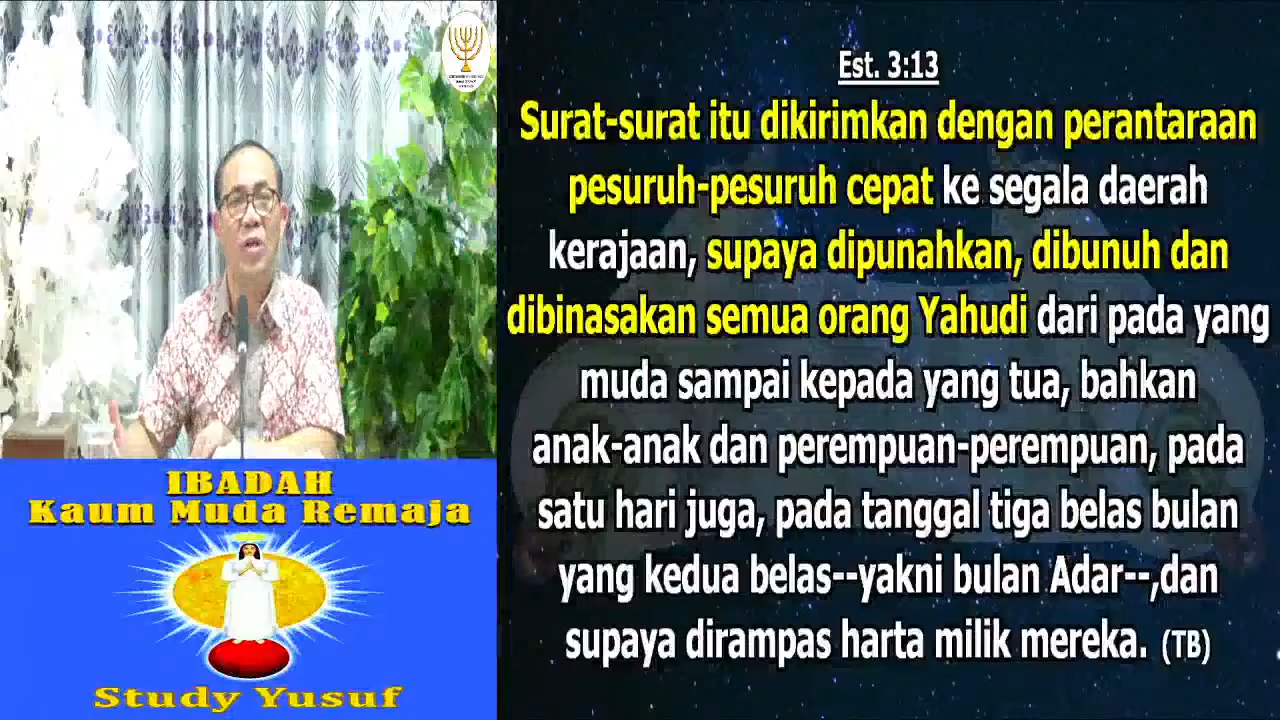 Est. 3:13
Surat-surat itu dikirimkan dengan perantaraan
pesuruh-pesuruh cepat ke segala daerah
kerajaan, supaya dipunahkan, dibunuh dan
dibinasakan semua orang Yahudi dari pada yang
muda sampai kepada yang tua, bahkan
anak-anak dan perempuan-perempuan, pada
satu hari juga, pada tanggal tiga belas bulan
yang kedua belas--yakni bulan Adar--,dan
supaya dirampas harta milik mereka. (TB)
IBADAH
Kaum Muda Remaja
Study Yusuf